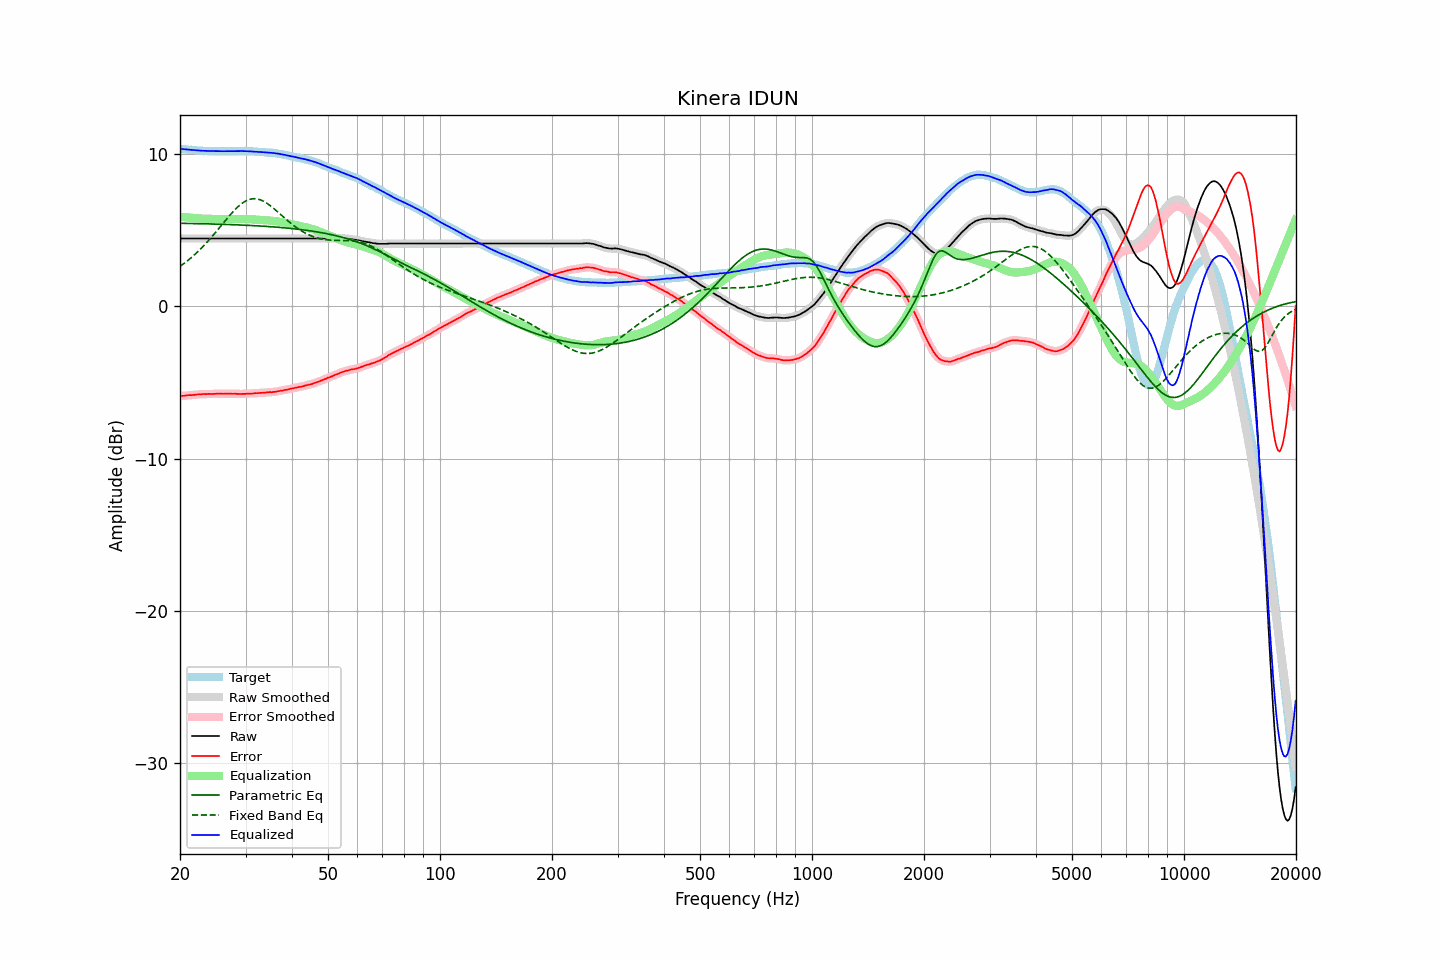 Kinera IDUN
10
0
−10
−20
−30
Amplitude (dBr)
Target
Raw Smoothed
Error Smoothed
Raw
Error
Equalization
Parametric Eq
Fixed Band Eq
Equalized
20 50 100 200 500 1000 2000 5000 10000 20000
Frequency (Hz)